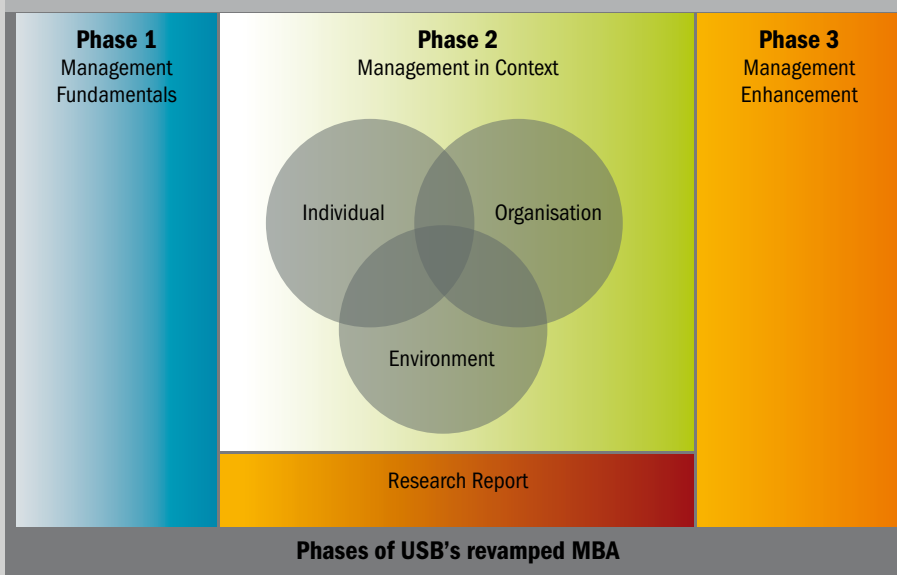 Phase 1
Management
Fundamentals
Phase 2
Management in Context
Individual
Organisation
Environment
Research Report
Phase 3
Management
Enhancement
Phases of USB's revamped MBA